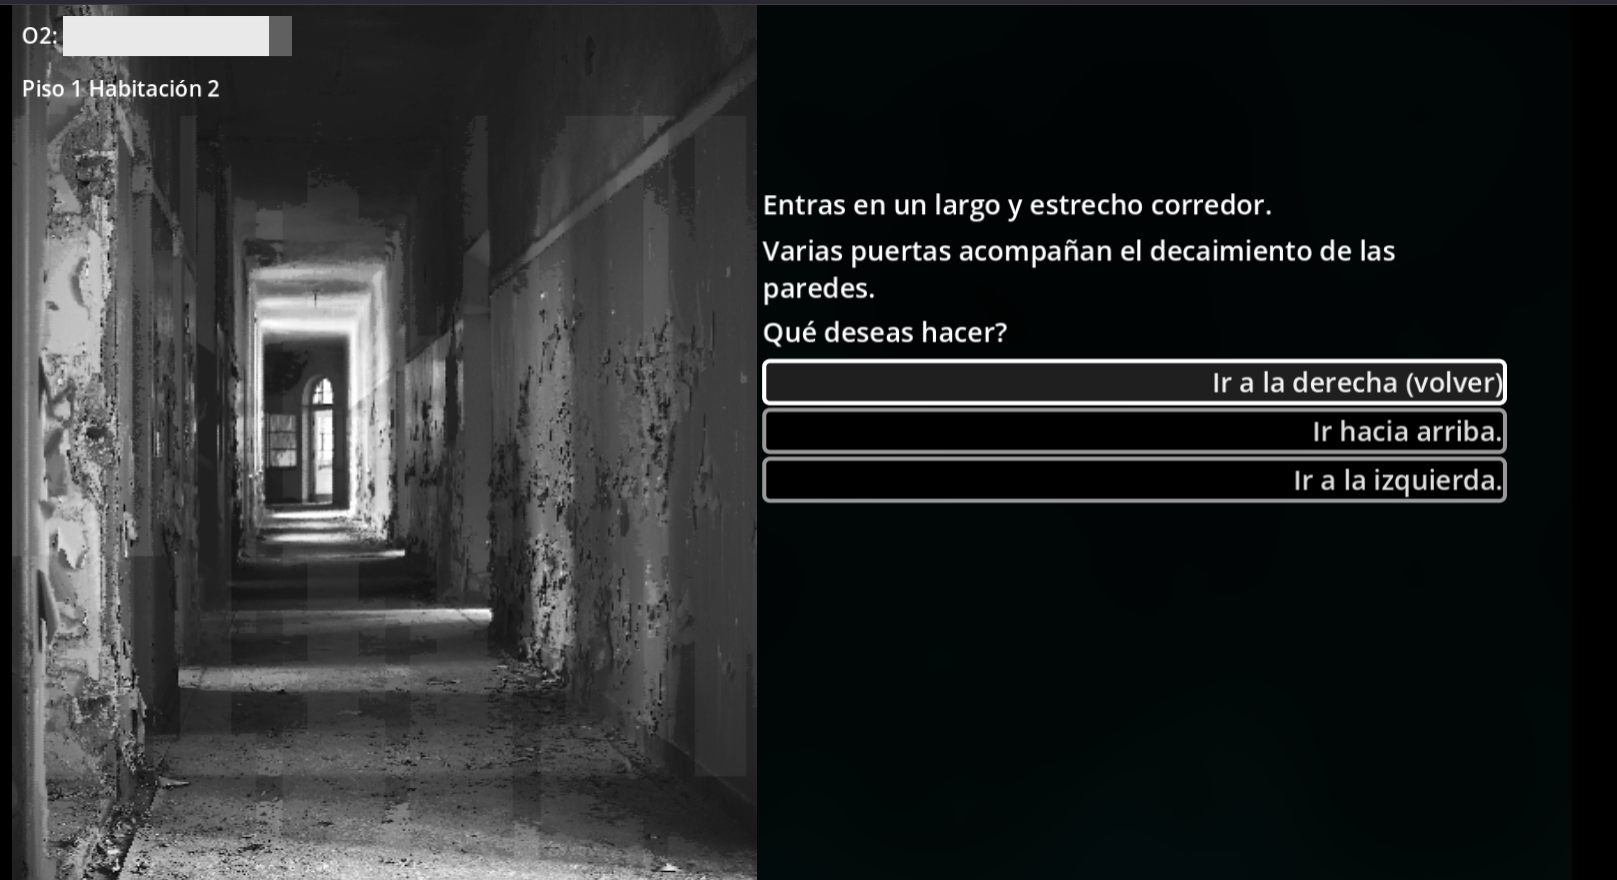 O2:
Piso 1 Habitación 2
Entras en un largo y estrecho corredor.
Varias puertas acompañan el decaimiento de las
paredes.
Qué deseas hacer?
Ir a la derecha (volver)
Ir hacia arriba.
Ir a la izquierda.